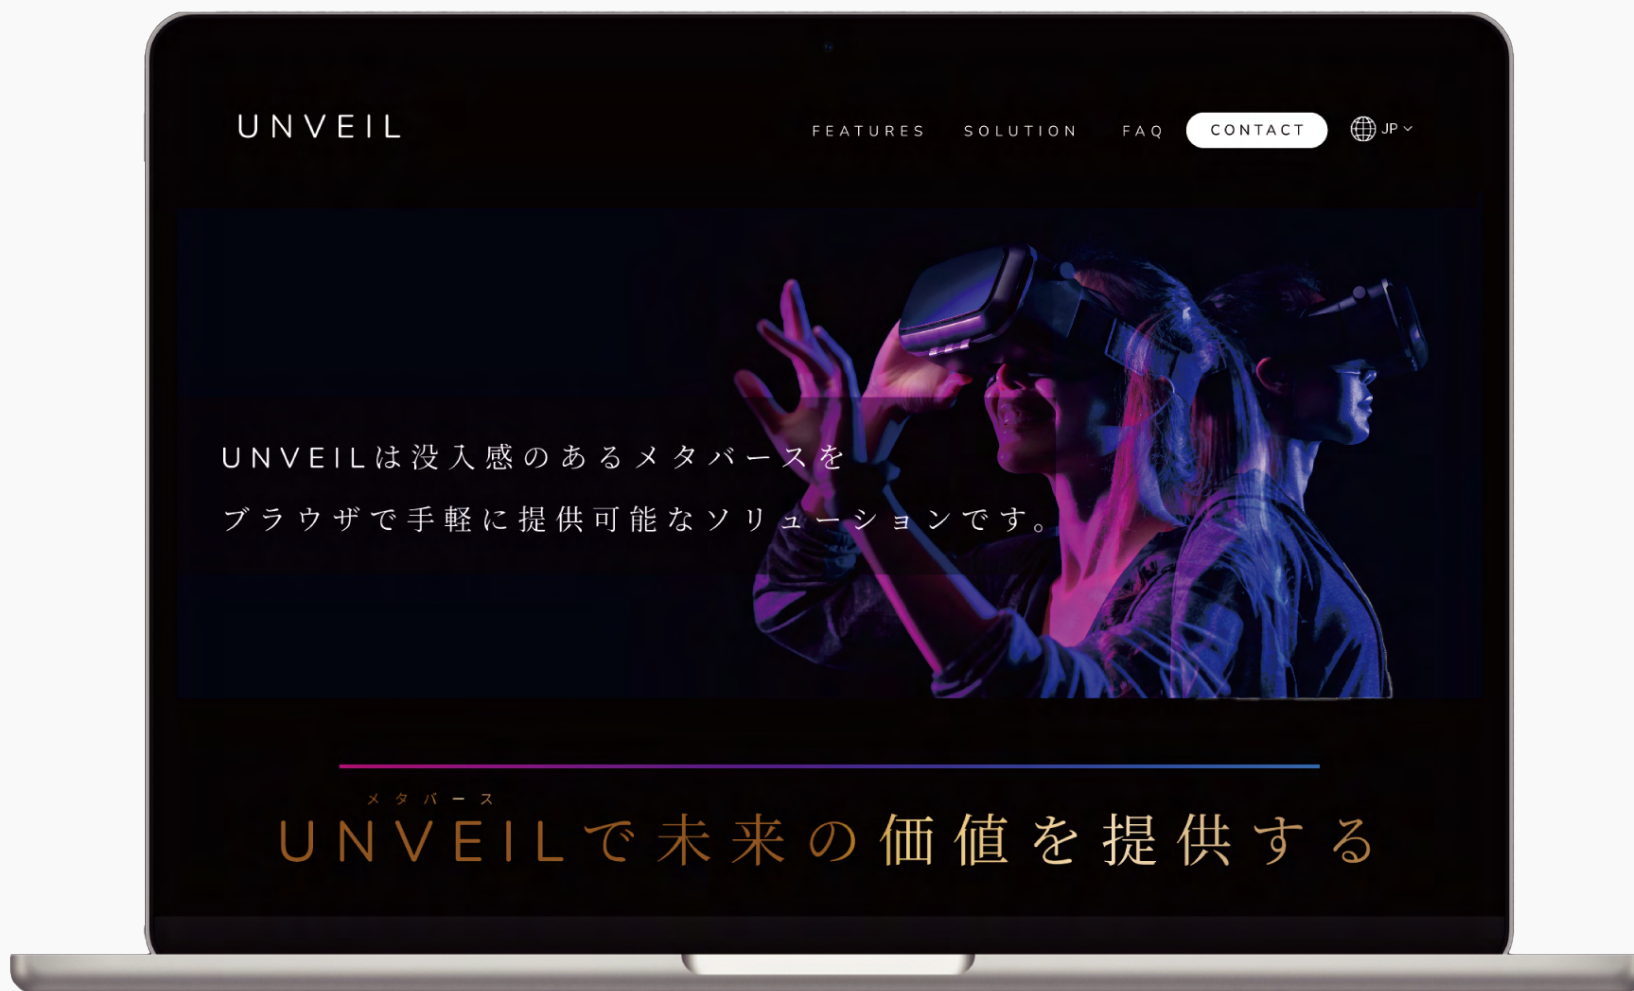 UNVEIL
FEATURES SOLUTION FAQ CONTACT JP
UNVEILは没入感のあるメタバースを
ブラウザで手軽に提供可能なソリューションです。
メタバース
UNVEILで未来の価値を提供する